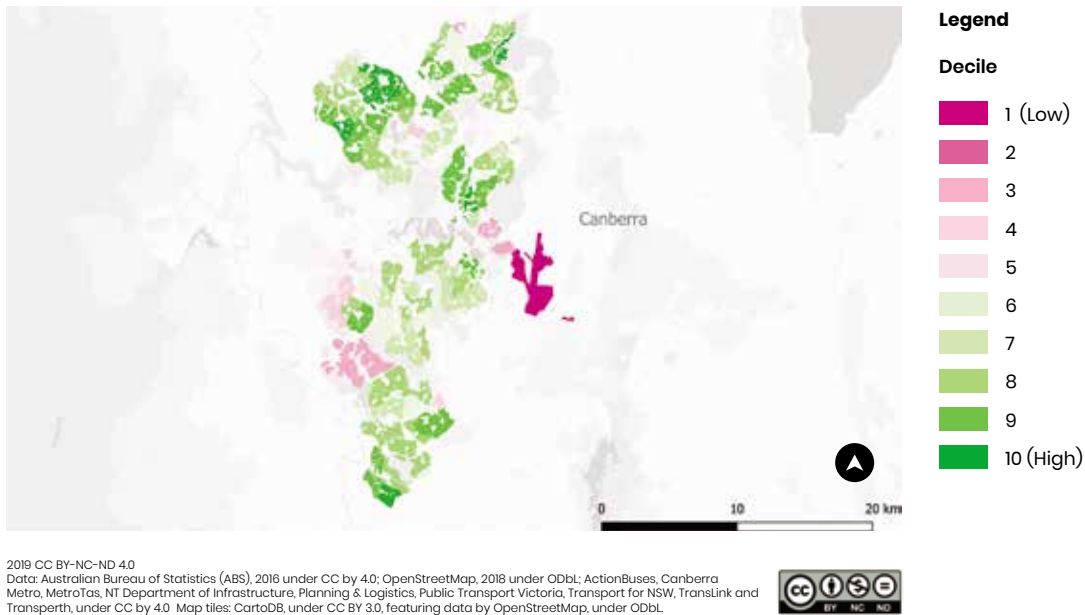 Legend
Decile
1 (Low)
2
3
4
5
6
7
8
9
10 (High)
Canberra
0 10 20 km
2019 CC BY-NC-ND 4.0
Data: Australian Bureau of Statistics (ABS), 2016 under CC by 4.0; OpenStreetMap, 2018 under ODbL; ActionBuses, Canberra
Metro, MetroTas, NT Department of Infrastructure, Planning & Logistics, Public Transport Victoria, Transport for NSW, TransLink and
Transperth, under CC by 4.0 Map tiles: CartoDB, under CC BY 3.0, featuring data by OpenStreetMap, under ODbL.
cc
BY NC ND